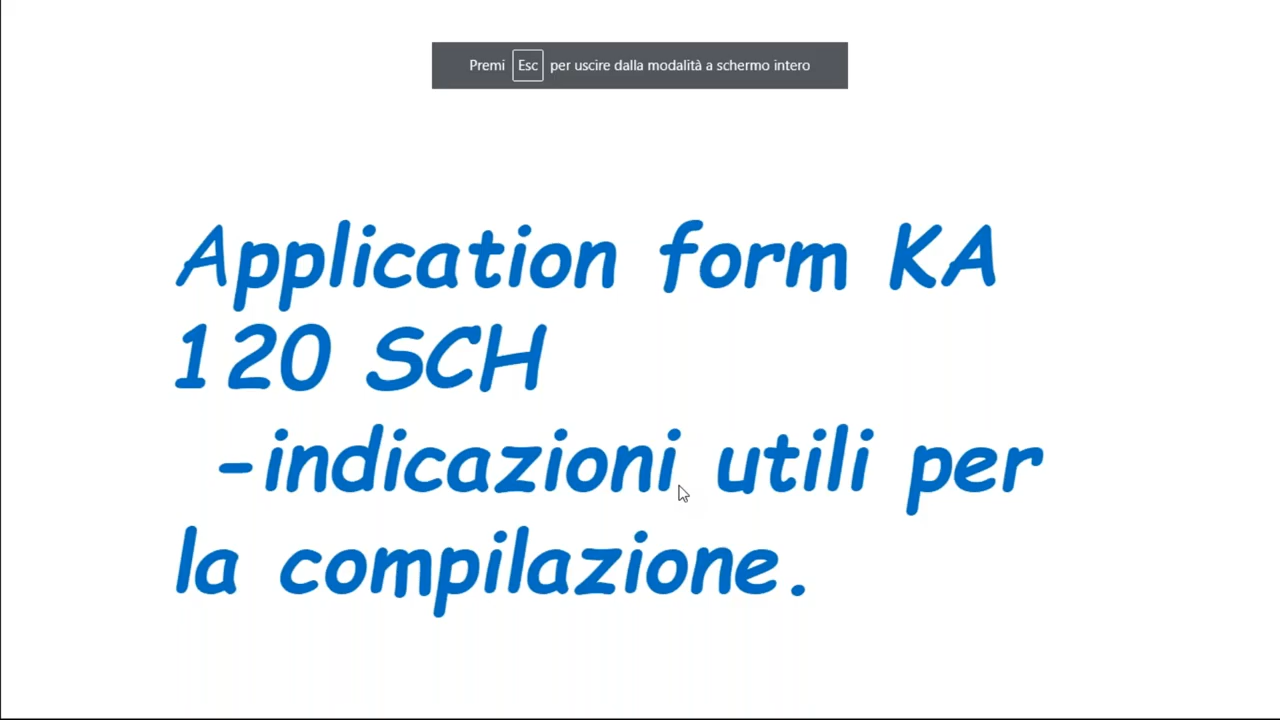 Premi Esc per uscire dalla modalità a schermo intero
Application form KA
120 SCH
-indicazioni utili per
la compilazione.